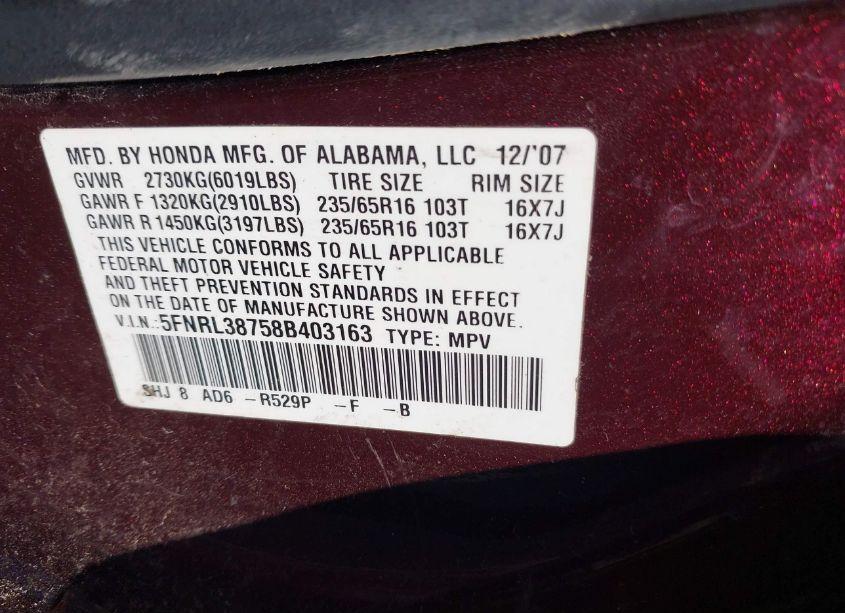 MFD. BY HONDA MFG. OF ALABAMA, LLC 12/'07
GVWR 2730KG(6019LBS) TIRE SIZE RIM SIZE
GAWR F 1320KG(2910LBS) 235/65R16 103T 16X7J
GAWR R 1450KG(3197LBS) 235/65R16 103T 16X7J
THIS VEHICLE CONFORMS TO ALL APPLICABLE
FEDERAL MOTOR VEHICLE SAFETY
AND THEFT PREVENTION STANDARDS IN EFFECT
ON THE DATE OF MANUFACTURE SHOWN ABOVE.
V.I.N.:5FNRL38758B403163 TYPE: MPV
SHJ 8 AD6 -R529P -F -B